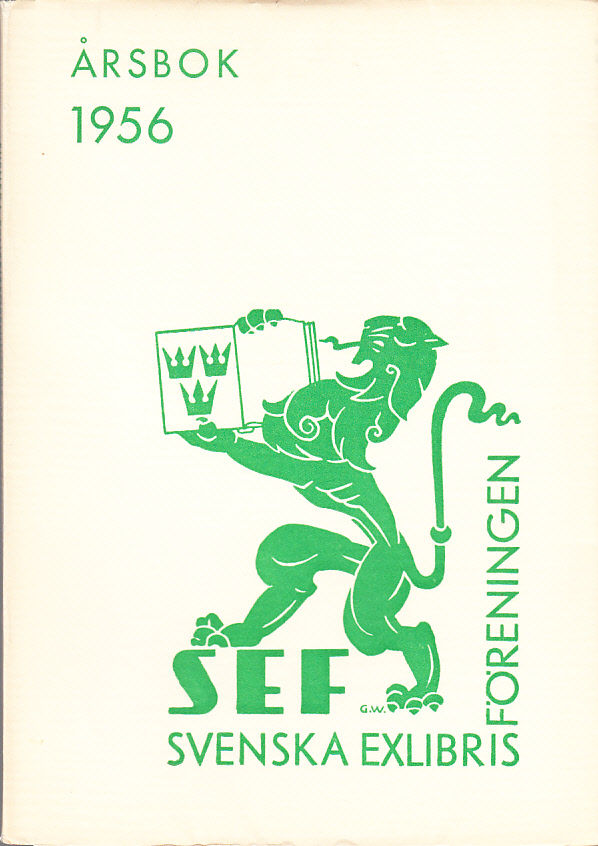 ÅRSBOK
1956
SEF
G.W.
SVENSKA EXLIBRIS
FÖRENINGEN